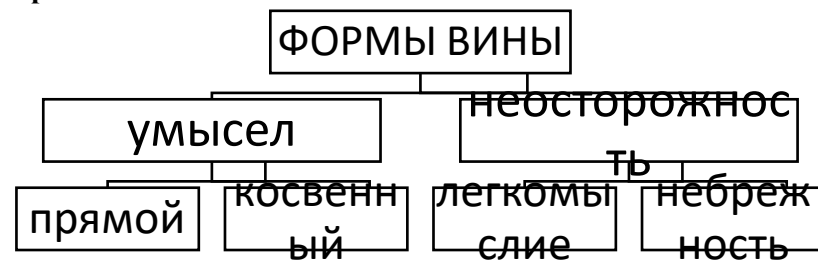 ФОРМЫ ВИНЫ
умысел
неосторожнос
ть
прямой
косвенн
ый
легкомы
слие
небреж
ность